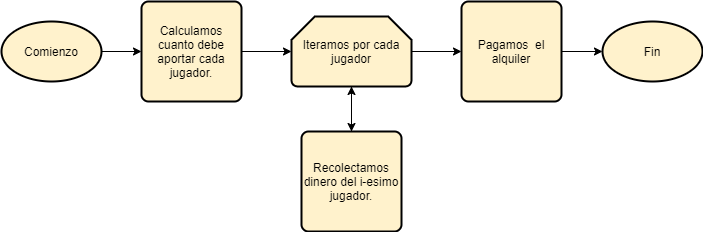 Comienzo
Calculamos
cuanto debe
aportar cada
jugador.
Iteramos por cada
jugador
Pagamos el
alquiler
Fin
Recolectamos
dinero del i-esimo
jugador.